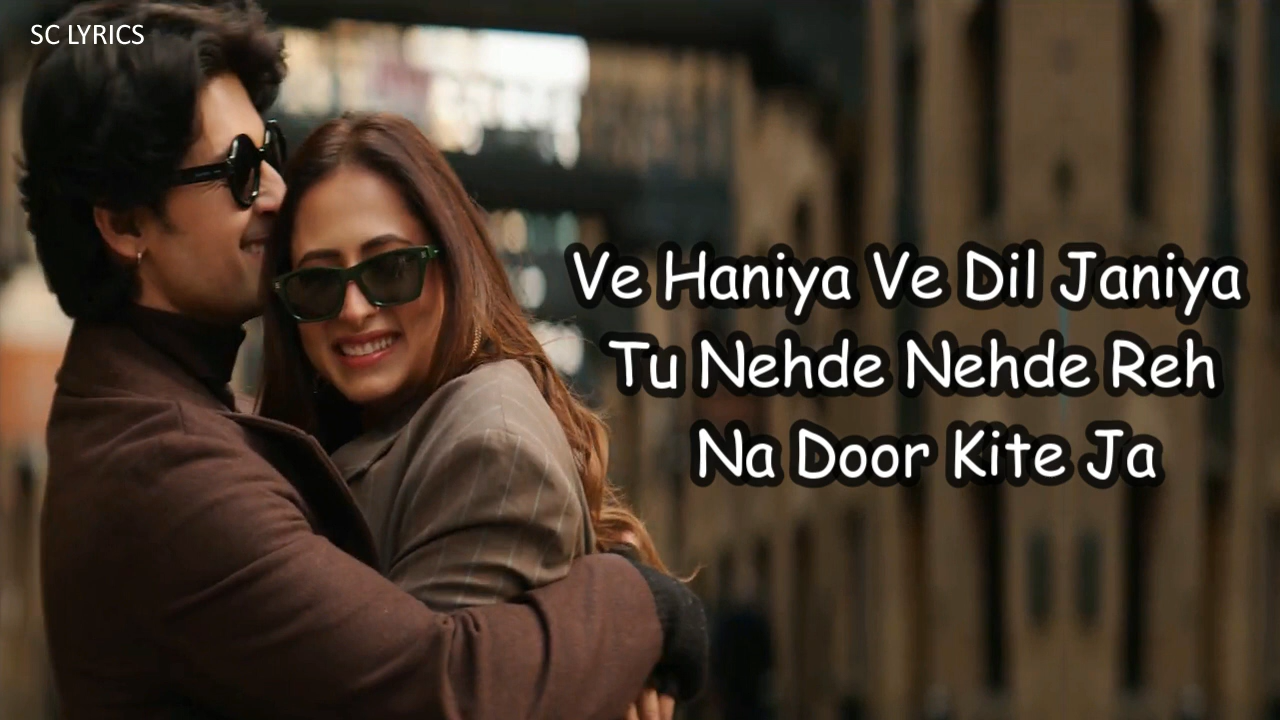 SC LYRICS
Ve Haniya Ve Dil Janiya
Tu Nehde Nehde Reh
Na Door Kite Ja